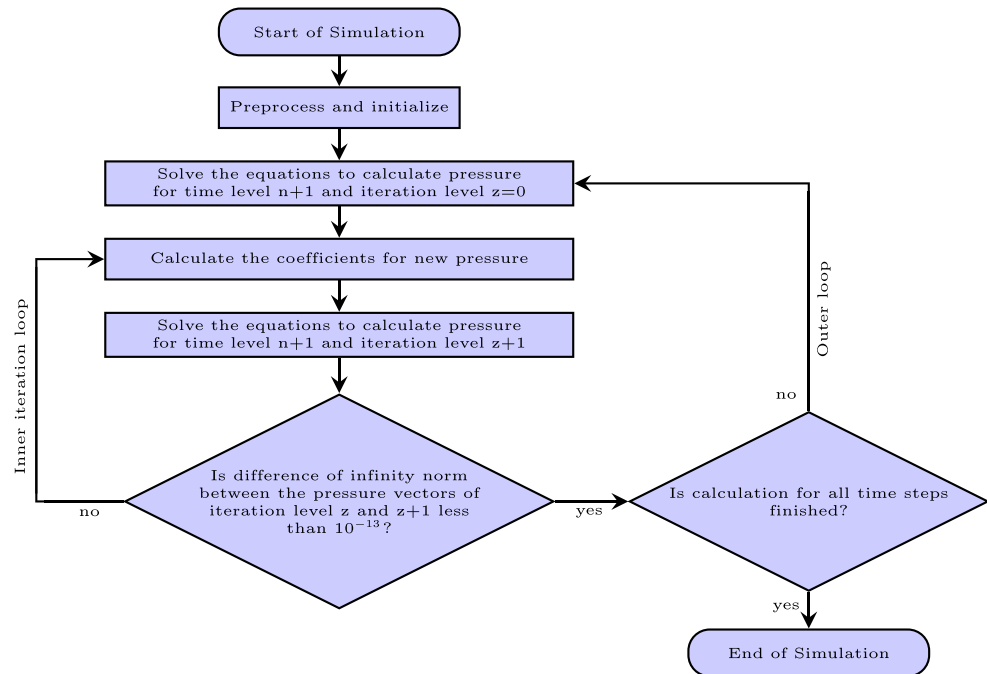 Start of Simulation
Preprocess and initialize
Solve the equations to calculate pressure
for time level n+1 and iteration level z=0
Calculate the coefficients for new pressure
Solve the equations to calculate pressure
for time level n+1 and iteration level z+1
Inner iteration loop
Is difference of infinity norm
between the pressure vectors of
iteration level z and z+1 less
than 10⁻¹³?
no
yes
Outer loop
no
Is calculation for all time steps
finished?
yes
End of Simulation